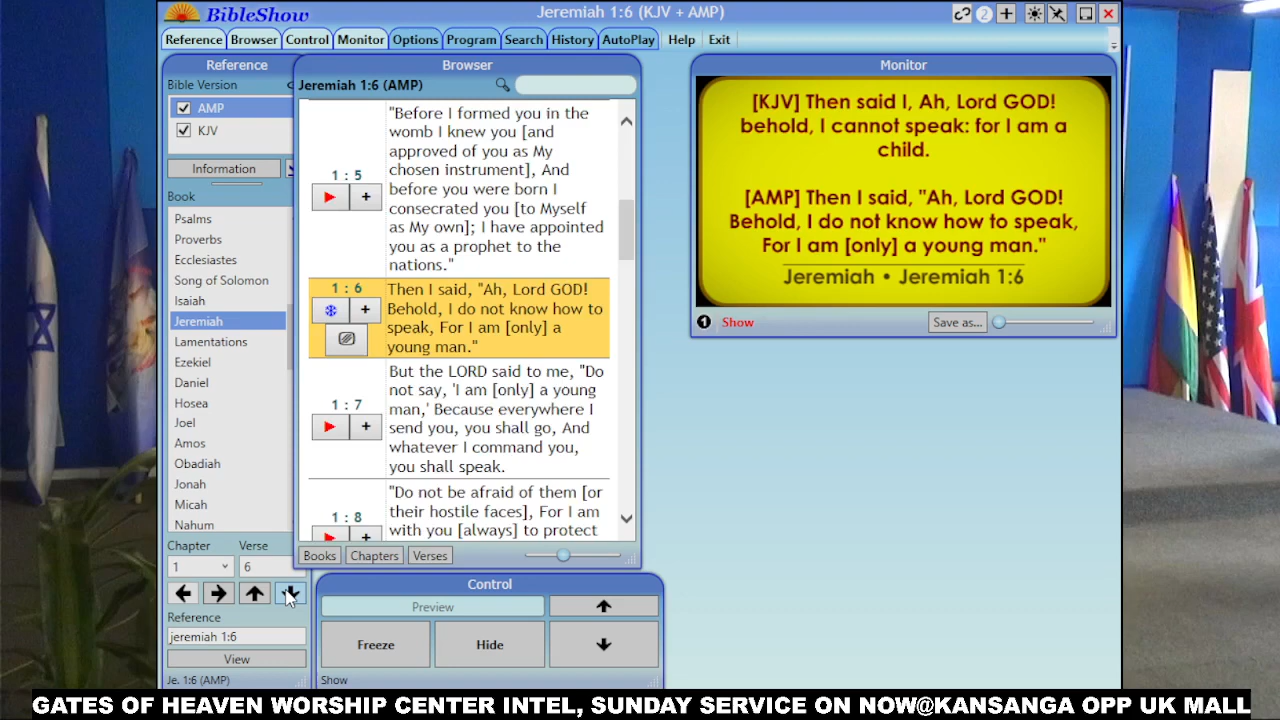 BibleShow
Jeremiah 1:6 (KJV + AMP)
2
Reference Browser Control Monitor Options Program Search History AutoPlay Help Exit
Reference
Bible Version
AMP
KJV
Information
Book
Psalms
Proverbs
Ecclesiastes
Song of Solomon
Isaiah
Jeremiah
Lamentations
Ezekiel
Daniel
Hosea
Joel
Amos
Obadiah
Jonah
Micah
Nahum
Chapter Verse
1 6
Reference
jeremiah 1:6
View
Je. 1:6 (AMP)
Browser
Jeremiah 1:6 (AMP)
1 : 5
"Before I formed you in the
womb I knew you [and
approved of you as My
chosen instrument], And
before you were born I
consecrated you [to Myself
as My own]; I have appointed
you as a prophet to the
nations."
1 : 6
Then I said, "Ah, Lord GOD!
Behold, I do not know how to
speak, For I am [only] a
young man."
1 : 7
But the LORD said to me, "Do
not say, 'I am [only] a young
man,' Because everywhere I
send you, you shall go, And
whatever I command you,
you shall speak.
1 : 8
"Do not be afraid of them [or
their hostile faces], For I am
with you [always] to protect
Books Chapters Verses
Control
Preview
Freeze Hide
Show
Monitor
[KJV] Then said I, Ah, Lord GOD!
behold, I cannot speak: for I am a
child.
[AMP] Then I said, "Ah, Lord GOD!
Behold, I do not know how to speak,
For I am [only] a young man."
Jeremiah • Jeremiah 1:6
1 Show Save as...
GATES OF HEAVEN WORSHIP CENTER INTEL, SUNDAY SERVICE ON NOW@KANSANGA OPP UK MALL